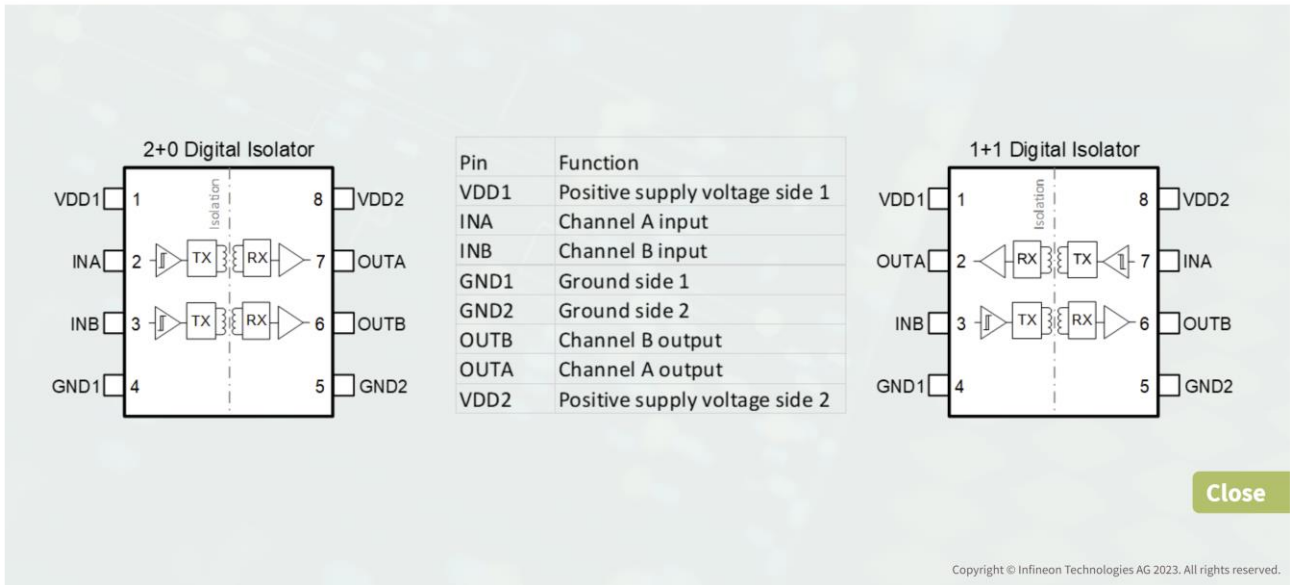 2+0 Digital Isolator
Isolation
VDD1 1 8 VDD2
INA 2 TX RX 7 OUTA
INB 3 TX RX 6 OUTB
GND1 4 5 GND2
Pin Function
VDD1 Positive supply voltage side 1
INA Channel A input
INB Channel B input
GND1 Ground side 1
GND2 Ground side 2
OUTB Channel B output
OUTA Channel A output
VDD2 Positive supply voltage side 2
1+1 Digital Isolator
Isolation
VDD1 1 8 VDD2
OUTA 2 RX TX 7 INA
INB 3 TX RX 6 OUTB
GND1 4 5 GND2
Close
Copyright © Infineon Technologies AG 2023. All rights reserved.